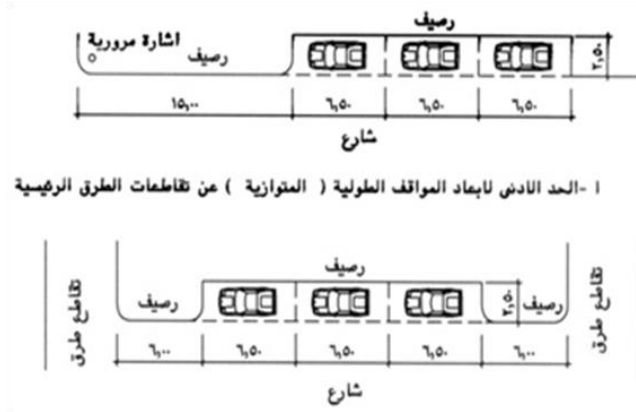 رصيف
اشارة مرورية
رصيف
٢,٥٠
١٥,٠٠ ٦,٥٠ ٦,٥٠ ٦,٥٠
شارع
١ -الحد الادنى لابعاد المواقف الطولية ( المتوازية ) عن تقاطعات الطرق الرئيسية
تقاطع طرق
رصيف
رصيف
رصيف
٢,٥٠
تقاطع طرق
٦,٠٠ ٦,٥٠ ٦,٥٠ ٦,٥٠ ٦,٠٠
شارع